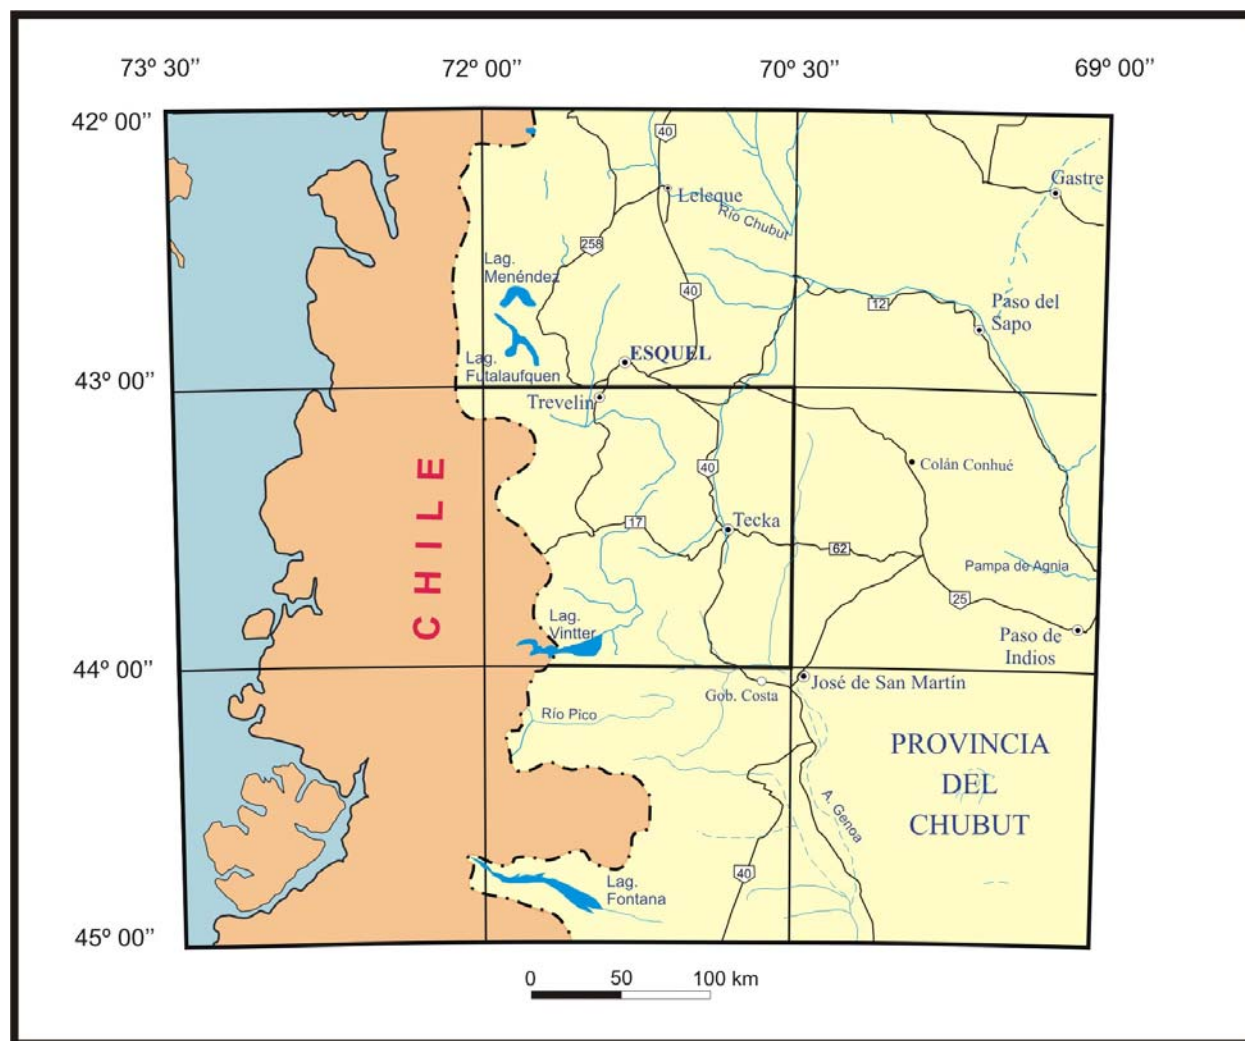 73º 30”
72º 00”
70º 30”
69º 00”
42º 00”
40
Gastre
Leleque
Río Chubut
258
Lag.
Menéndez
40
12
Paso del
Sapo
ESQUEL
Lag.
Futalaufquen
43º 00”
Trevelin
CHILE
40
Colán Conhué
17
Tecka
62
Pampa de Agnia
25
Lag.
Vintter
Paso de
Indios
44º 00”
Gob. Costa
José de San Martín
Río Pico
PROVINCIA
DEL
CHUBUT
A. Genoa
40
Lag.
Fontana
45º 00”
0 50 100 km